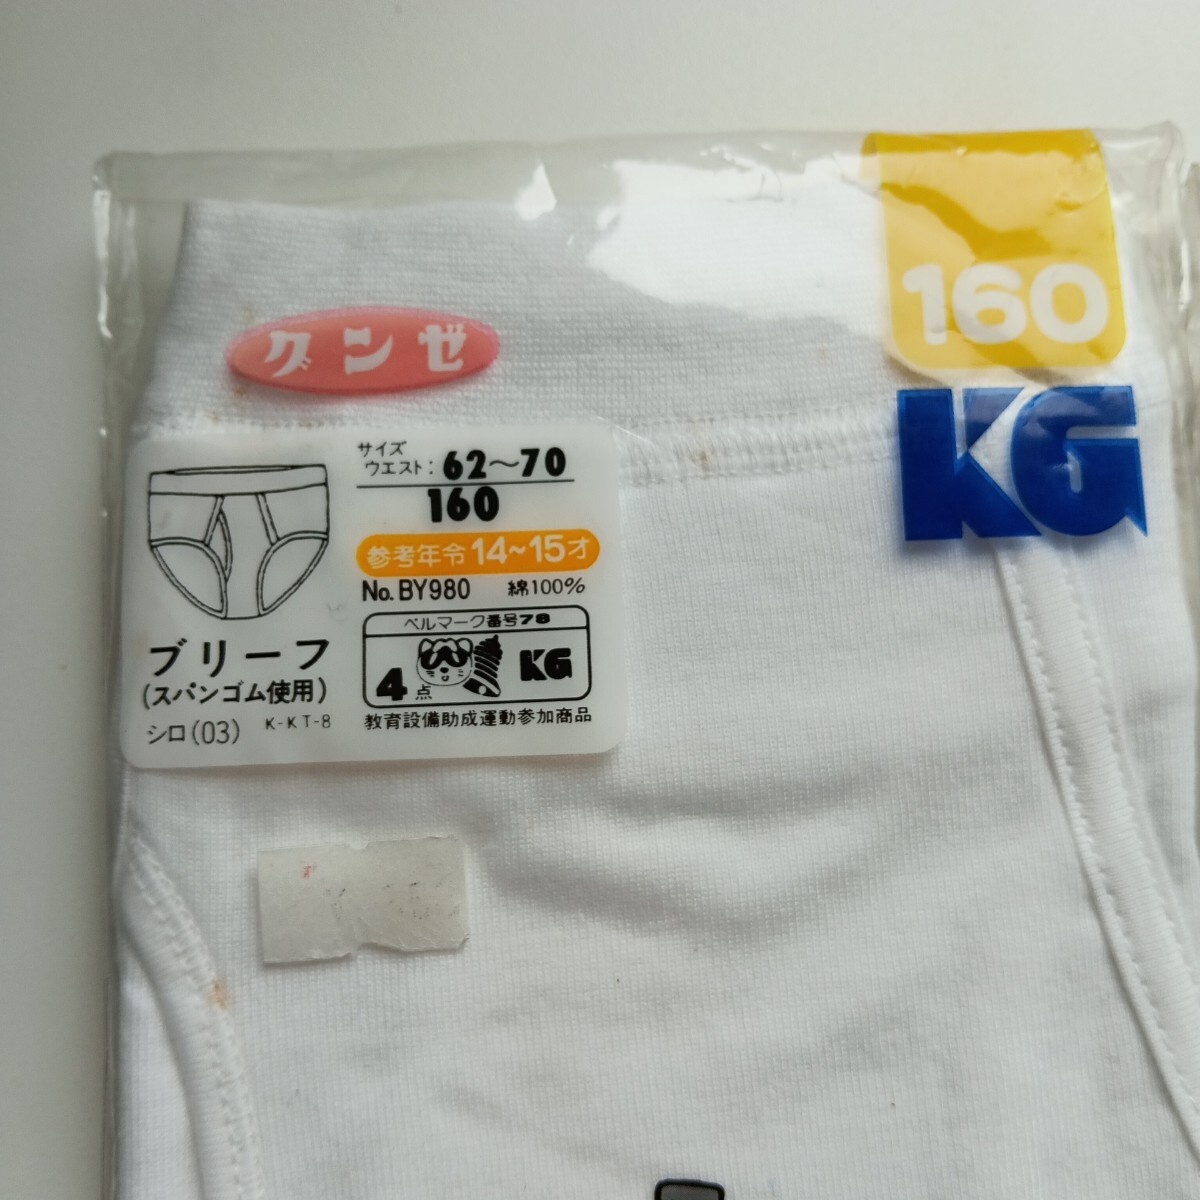 160
KG
グンゼ
サイズ
ウエスト: 62〜70
160
参考年令 14~15才
No. BY980 綿100%
ベルマーク番号78
4点 KG
教育設備助成運動参加商品
ブリーフ
(スパンゴム使用)
シロ(03) K-KT-8